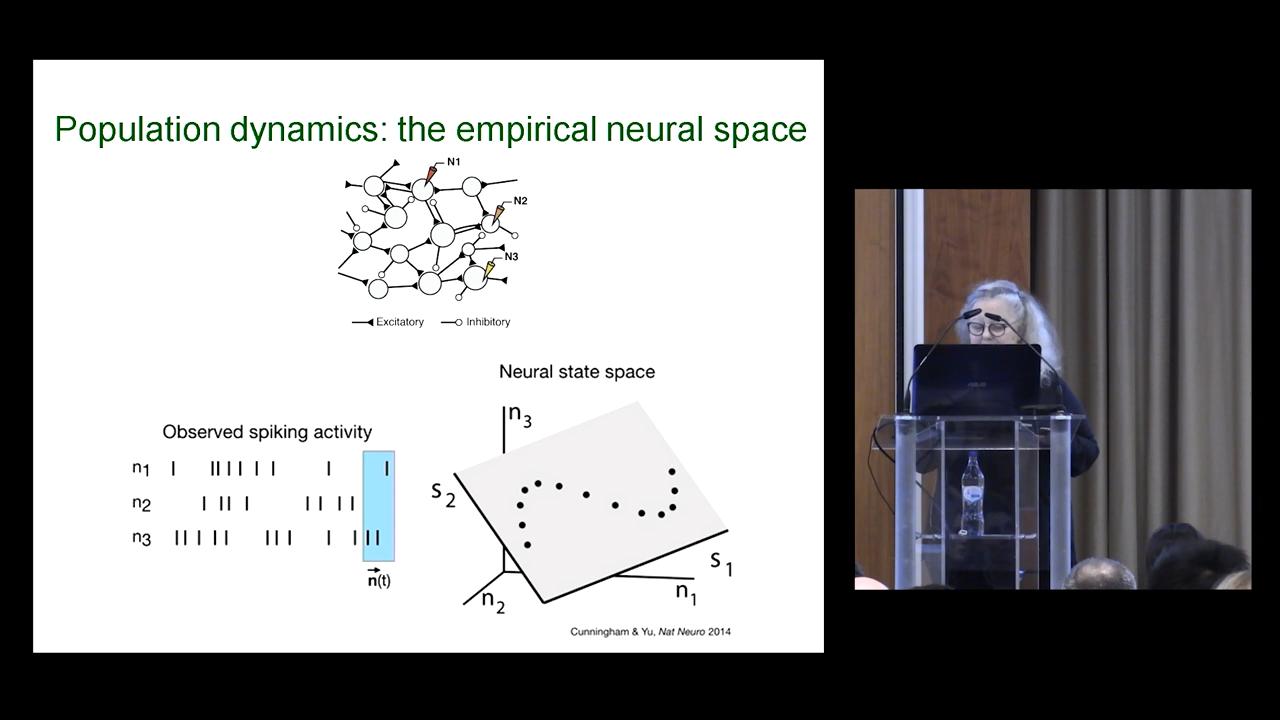 Population dynamics: the empirical neural space
N1
N2
N3
Excitatory
Inhibitory
Neural state space
Observed spiking activity
n1
n2
n3
n(t)
n3
s2
s1
n2
n1
Cunningham & Yu, Nat Neuro 2014
ASUS